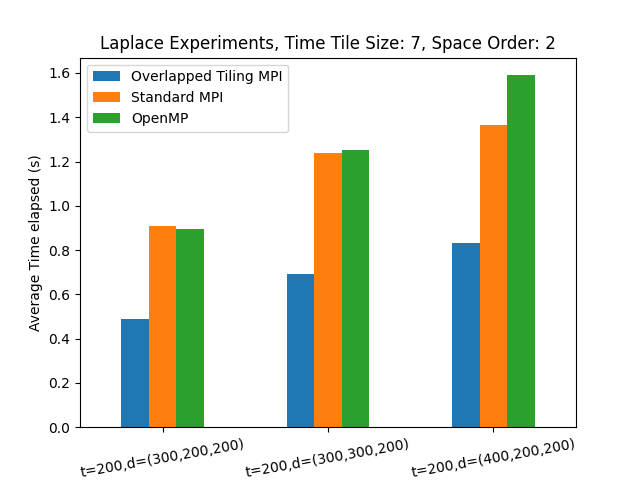 Laplace Experiments, Time Tile Size: 7, Space Order: 2
Overlapped Tiling MPI
Standard MPI
OpenMP
Average Time elapsed (s)
1.6
1.4
1.2
1.0
0.8
0.6
0.4
0.2
0.0
t=200,d=(300,200,200)
t=200,d=(300,300,200)
t=200,d=(400,200,200)